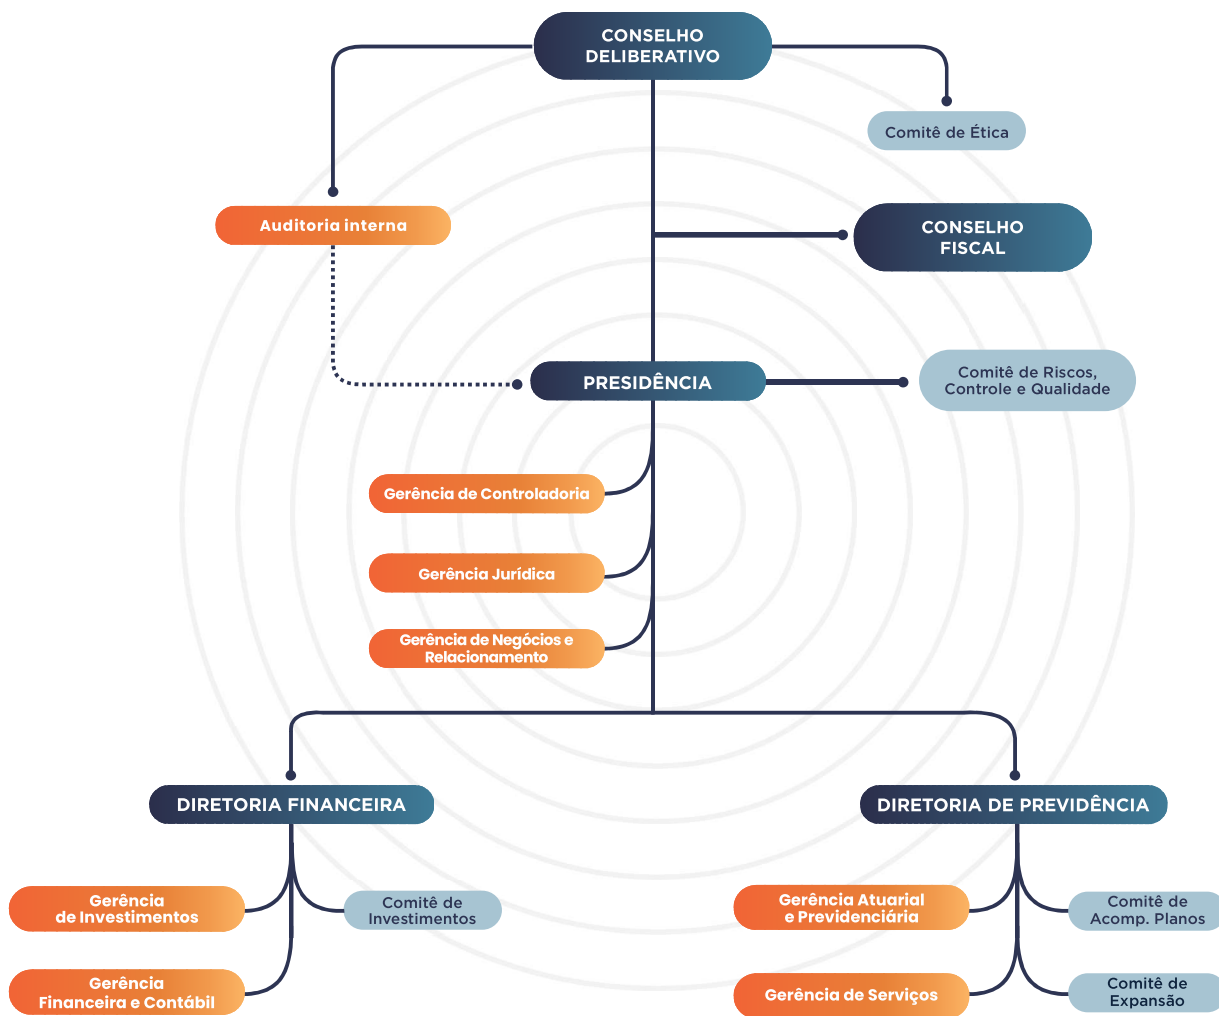 CONSELHO
DELIBERATIVO
Comitê de Ética
Auditoria interna
CONSELHO
FISCAL
PRESIDÊNCIA
Comitê de Riscos,
Controle e Qualidade
Gerência de Controladoria
Gerência Jurídica
Gerência de Negócios e
Relacionamento
DIRETORIA FINANCEIRA
DIRETORIA DE PREVIDÊNCIA
Gerência
de Investimentos
Comitê de
Investimentos
Gerência Atuarial
e Previdenciária
Comitê de
Acomp. Planos
Gerência
Financeira e Contábil
Gerência de Serviços
Comitê de
Expansão